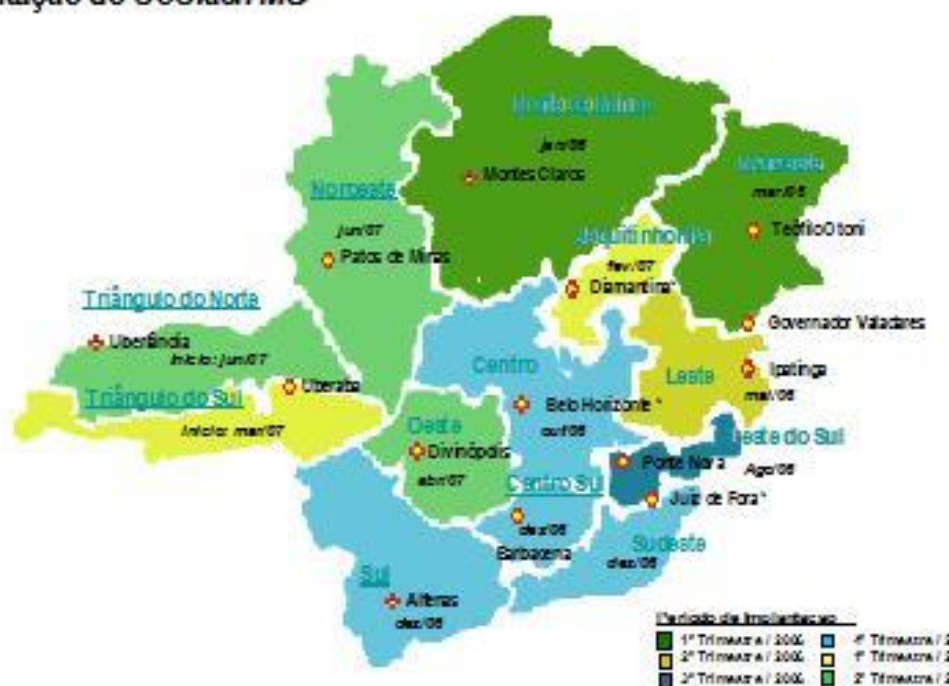 Norte de Minas
jan/06
Montes Claros
Nordeste
mar/06
Teófilo Otoni
Noroeste
jun/07
Patos de Minas
Jequitinhonha
fev/07
Diamantina*
Triângulo do Norte
Uberlândia
Início: jun/07
Governador Valadares
Centro
Leste
Ipatinga
mai/06
Triângulo do Sul
Uberaba
Início: mar/07
Belo Horizonte *
out/06
Oeste
Divinópolis
abr/07
Leste do Sul
Ponte Nova
Ago/06
Centro Sul
Juiz de Fora*
dez/06
Barbacena
Sudeste
dez/06
Sul
Alfenas
dez/06
Período de Implantação
1º Trimestre / 2006
4º Trimestre / 2
2º Trimestre / 2006
1º Trimestre / 2
3º Trimestre / 2006
2º Trimestre / 2